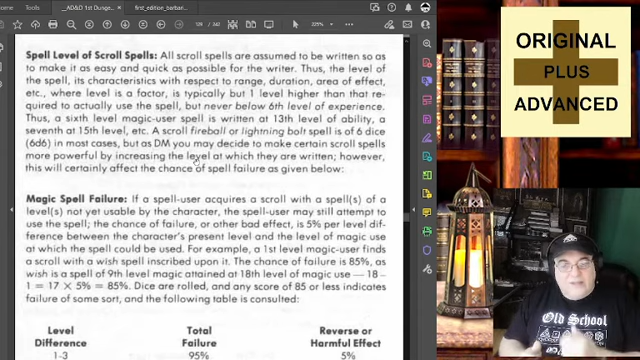 __AD&D 1st Dunge...
first_edition_barbari...
129 / 242
225%
ORIGINAL
PLUS
ADVANCED
Spell Level of Scroll Spells: All scroll spells are assumed to be written so as
to make it as easy and quick as possible for the writer. Thus, the level of
the spell, its characteristics with respect to range, duration, area of effect,
etc., where level is a factor, is typically but 1 level higher than that re-
quired to actually use the spell, but never below 6th level of experience.
Thus, a sixth level magic-user spell is written at 13th level of ability, a
seventh at 15th level, etc. A scroll fireball or lightning bolt spell is of 6 dice
(6d6) in most cases, but as DM you may decide to make certain scroll spells
more powerful by increasing the level at which they are written; however,
this will certainly affect the chance of spell failure as given below:
Magic Spell Failure: If a spell-user acquires a scroll with a spell(s) of a
level(s) not yet usable by the character, the spell-user may still attempt to
use the spell; the chance of failure, or other bad effect, is 5% per level dif-
ference between the character's present level and the level of magic use
at which the spell could be used. For example, a 1st level magic-user finds
a scroll with a wish spell inscribed upon it. The chance of failure is 85%, as
wish is a spell of 9th level magic attained at 18th level of magic use — 18 -
1 = 17 × 5% = 85%. Dice are rolled, and any score of 85 or less indicates
failure of some sort, and the following table is consulted:
Level Difference
Total Failure
Reverse or Harmful Effect
1-3
95%
5%
Old School